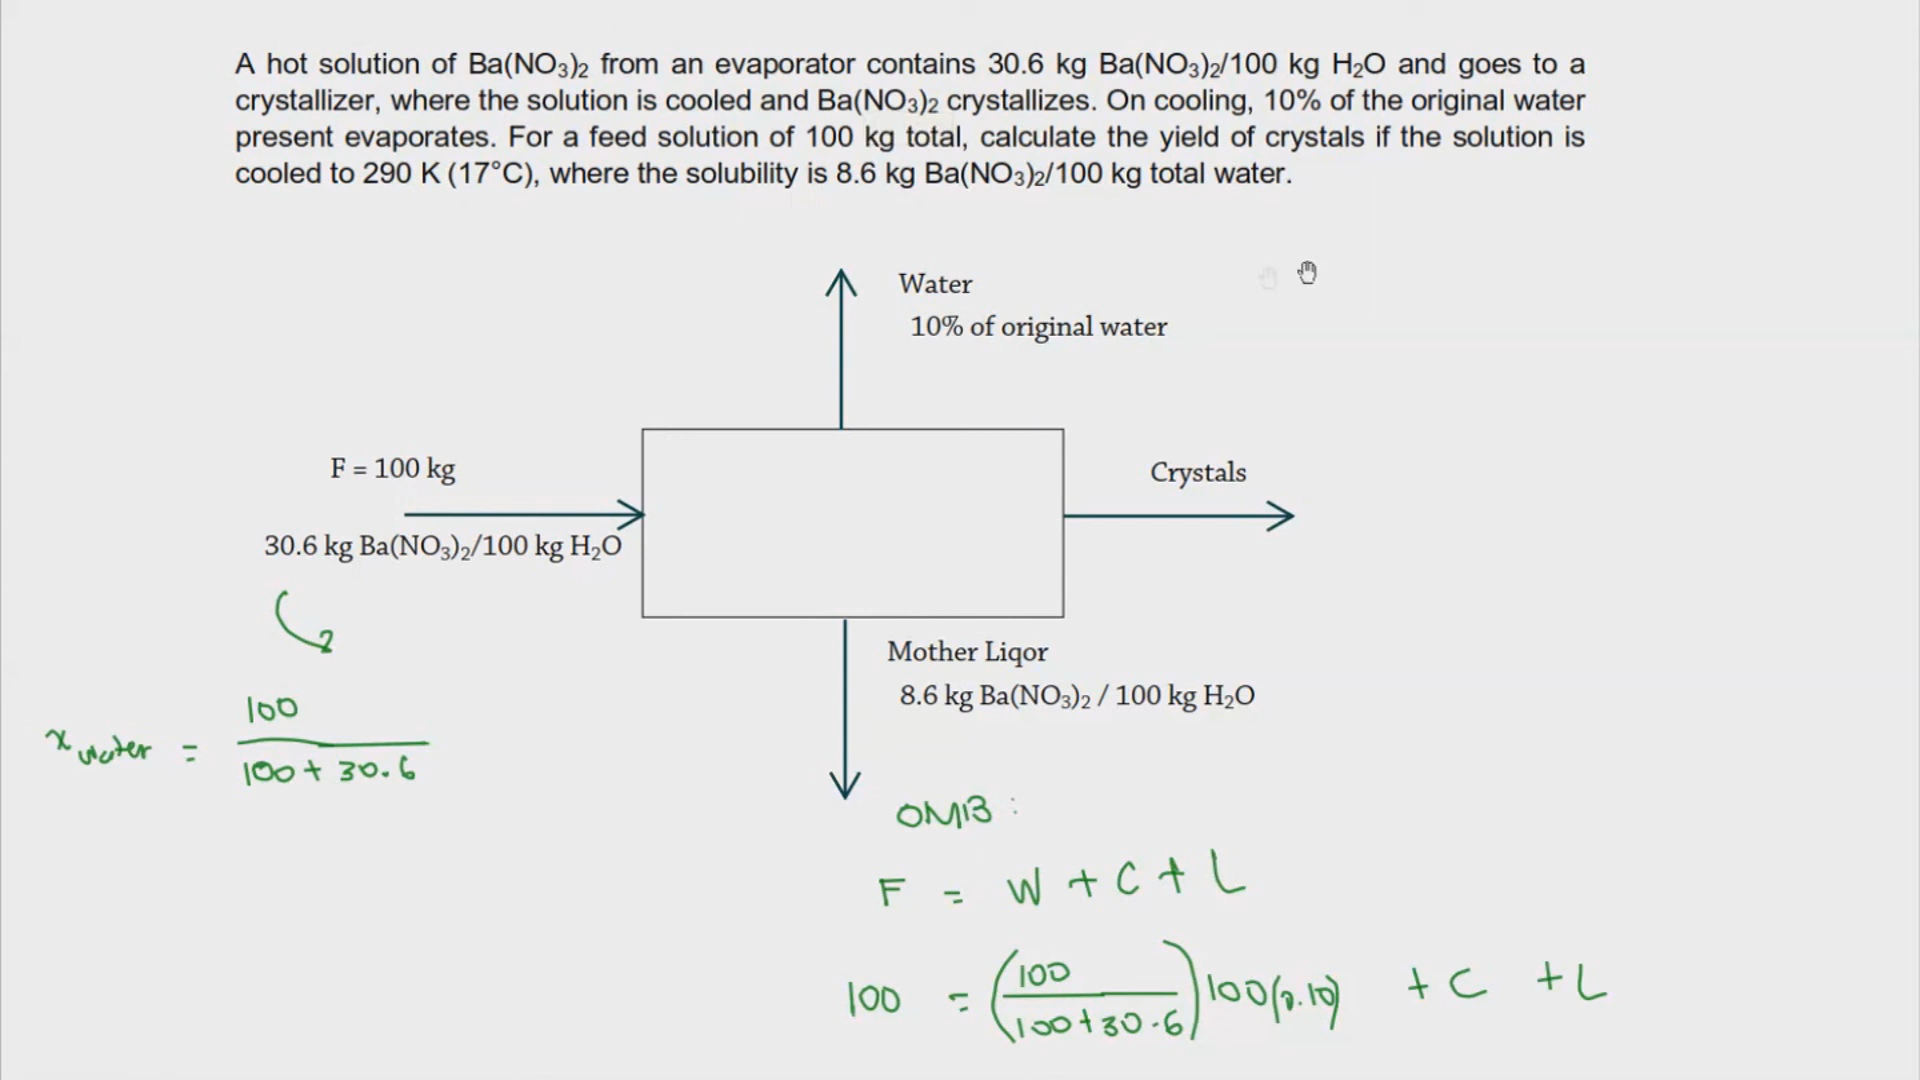 A hot solution of Ba(NO₃)₂ from an evaporator contains 30.6 kg Ba(NO₃)₂/100 kg H₂O and goes to a
crystallizer, where the solution is cooled and Ba(NO₃)₂ crystallizes. On cooling, 10% of the original water
present evaporates. For a feed solution of 100 kg total, calculate the yield of crystals if the solution is
cooled to 290 K (17°C), where the solubility is 8.6 kg Ba(NO₃)₂/100 kg total water.
Water
10% of original water
F = 100 kg
30.6 kg Ba(NO₃)₂/100 kg H₂O
Crystals
Mother Liqor
8.6 kg Ba(NO₃)₂ / 100 kg H₂O
x water = 100 / 100 + 30.6
OMB :
F = W + C + L
100 = (100 / 100 + 30.6) 100(0.10) + C + L